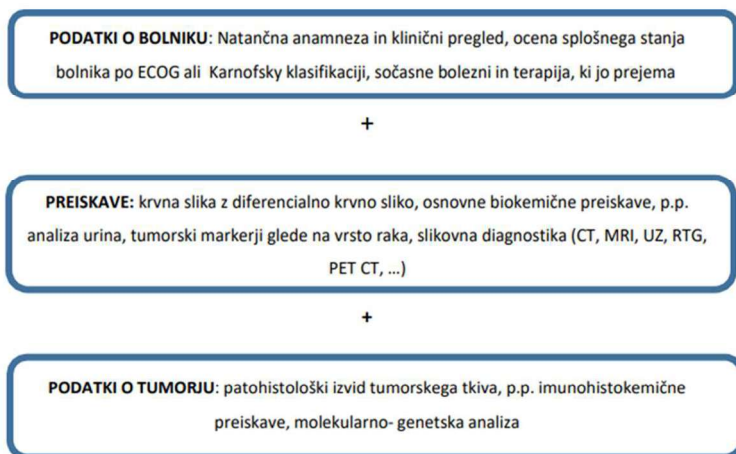 PODATKI O BOLNIKU: Natančna anamneza in klinični pregled, ocena splošnega stanja
bolnika po ECOG ali Karnofsky klasifikaciji, sočasne bolezni in terapija, ki jo prejema
+
PREISKAVE: krvna slika z diferencialno krvno sliko, osnovne biokemične preiskave, p.p.
analiza urina, tumorski markerji glede na vrsto raka, slikovna diagnostika (CT, MRI, UZ, RTG,
PET CT, ...)
+
PODATKI O TUMORJU: patohistološki izvid tumorskega tkiva, p.p. imunohistokemične
preiskave, molekularno- genetska analiza